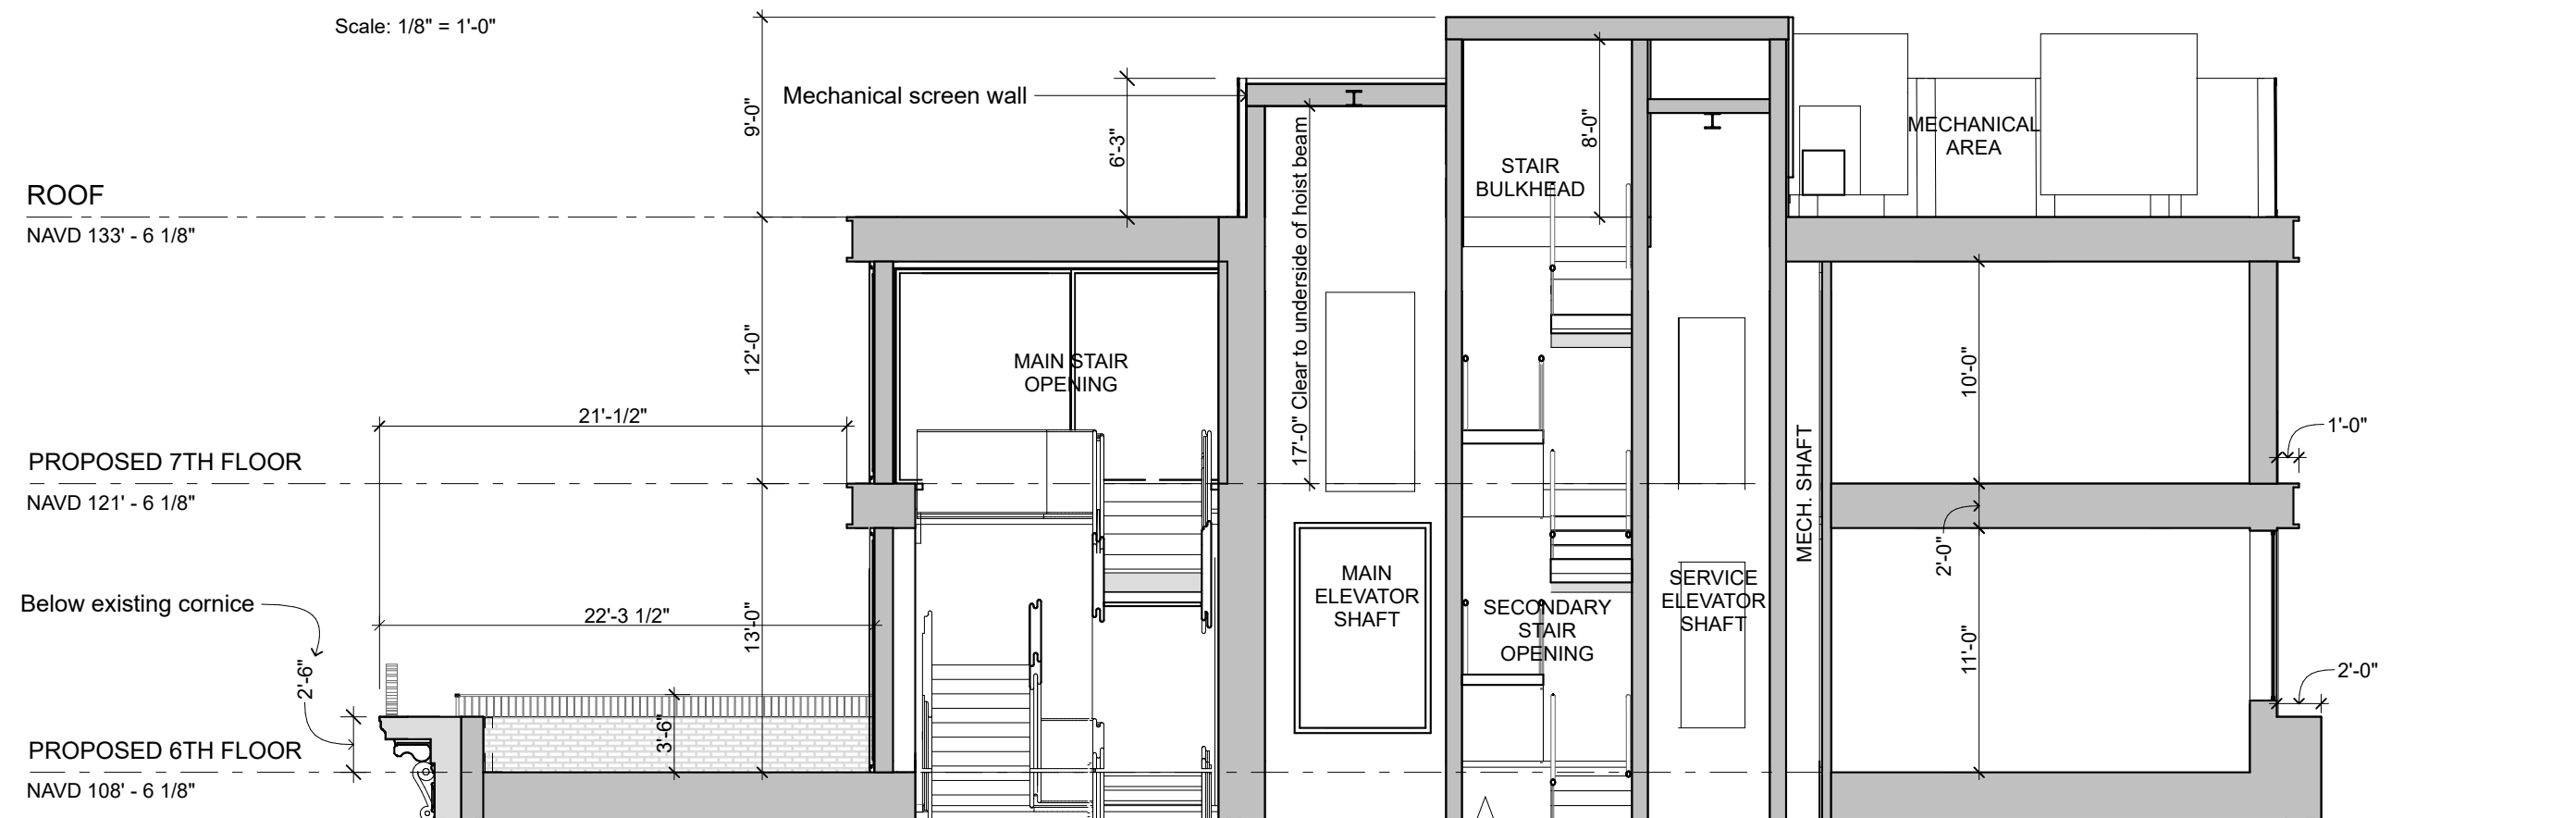 Scale: 1/8" = 1'-0"
Mechanical screen wall
9'-0"
6'-3"
17'-0" Clear to underside of hoist beam
8'-0"
STAIR
BULKHEAD
MECHANICAL
AREA
ROOF
NAVD 133' - 6 1/8"
12'-0"
MAIN STAIR
OPENING
10'-0"
21'-1/2"
1'-0"
PROPOSED 7TH FLOOR
NAVD 121' - 6 1/8"
MECH. SHAFT
2'-0"
MAIN
ELEVATOR
SHAFT
SERVICE
ELEVATOR
SHAFT
SECONDARY
STAIR
OPENING
Below existing cornice
22'-3 1/2"
13'-0"
11'-0"
2'-6"
2'-0"
3'-6"
PROPOSED 6TH FLOOR
NAVD 108' - 6 1/8"